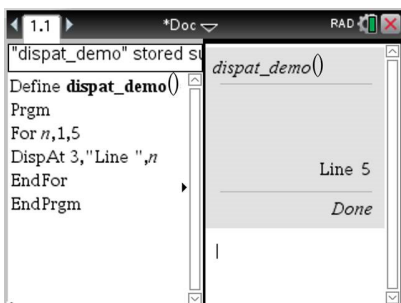 1.1 *Doc RAD
"dispat_demo" stored su
Define dispat_demo()
Prgm
For n,1,5
DispAt 3,"Line ",n
EndFor
EndPrgm
dispat_demo()
Line 5
Done